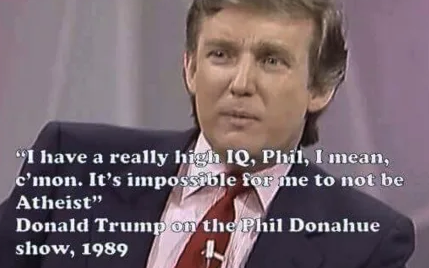 “I have a really high IQ, Phil, I mean,
c’mon. It’s impossible for me to not be
Atheist”
Donald Trump on the Phil Donahue
show, 1989